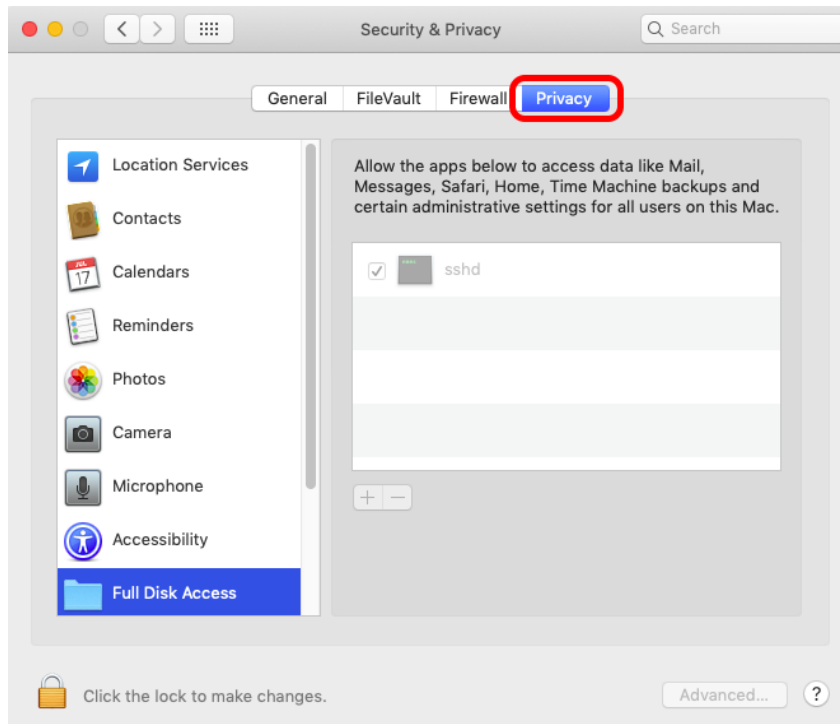 Security & Privacy
Search
General
FileVault
Firewall
Privacy
Location Services
Contacts
JUL
17
Calendars
Reminders
Photos
Camera
Microphone
Accessibility
Full Disk Access
Allow the apps below to access data like Mail,
Messages, Safari, Home, Time Machine backups and
certain administrative settings for all users on this Mac.
sshd
+
−
Click the lock to make changes.
Advanced...
?